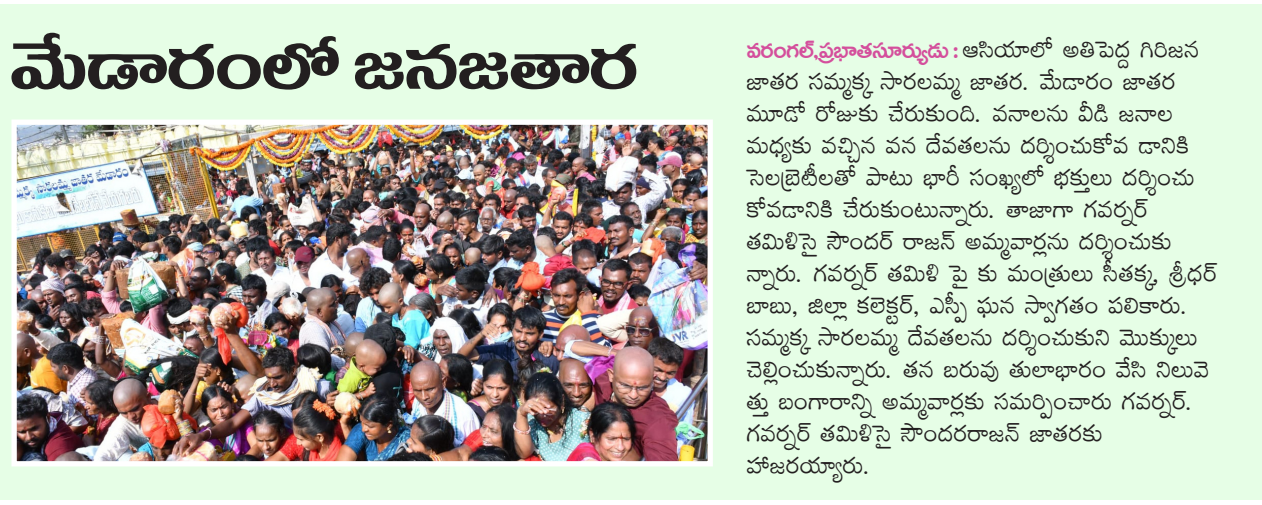 మేడారంలో జనజతార
వరంగల్,ప్రభాతసూర్యుడు : ఆసియాలో అతిపెద్ద గిరిజన
జాతర సమ్మక్క సారలమ్మ జాతర. మేడారం జాతర
మూడో రోజుకు చేరుకుంది. వనాలను వీడి జనాల
మధ్యకు వచ్చిన వన దేవతలను దర్శించుకోవ డానికి
సెలబ్రెటీలతో పాటు భారీ సంఖ్యలో భక్తులు దర్శించు
కోవడానికి చేరుకుంటున్నారు. తాజాగా గవర్నర్
తమిళిసై సౌందర్ రాజన్ అమ్మవార్లను దర్శించుకు
న్నారు. గవర్నర్ తమిళి పై కు మంత్రులు సీతక్క, శ్రీధర్
బాబు, జిల్లా కలెక్టర్, ఎస్పీ ఘన స్వాగతం పలికారు.
సమ్మక్క సారలమ్మ దేవతలను దర్శించుకుని మొక్కులు
చెల్లించుకున్నారు. తన బరువు తులాభారం వేసి నిలువె
త్తు బంగారాన్ని అమ్మవార్లకు సమర్పించారు గవర్నర్.
గవర్నర్ తమిళిసై సౌందరరాజన్ జాతరకు
హాజరయ్యారు.